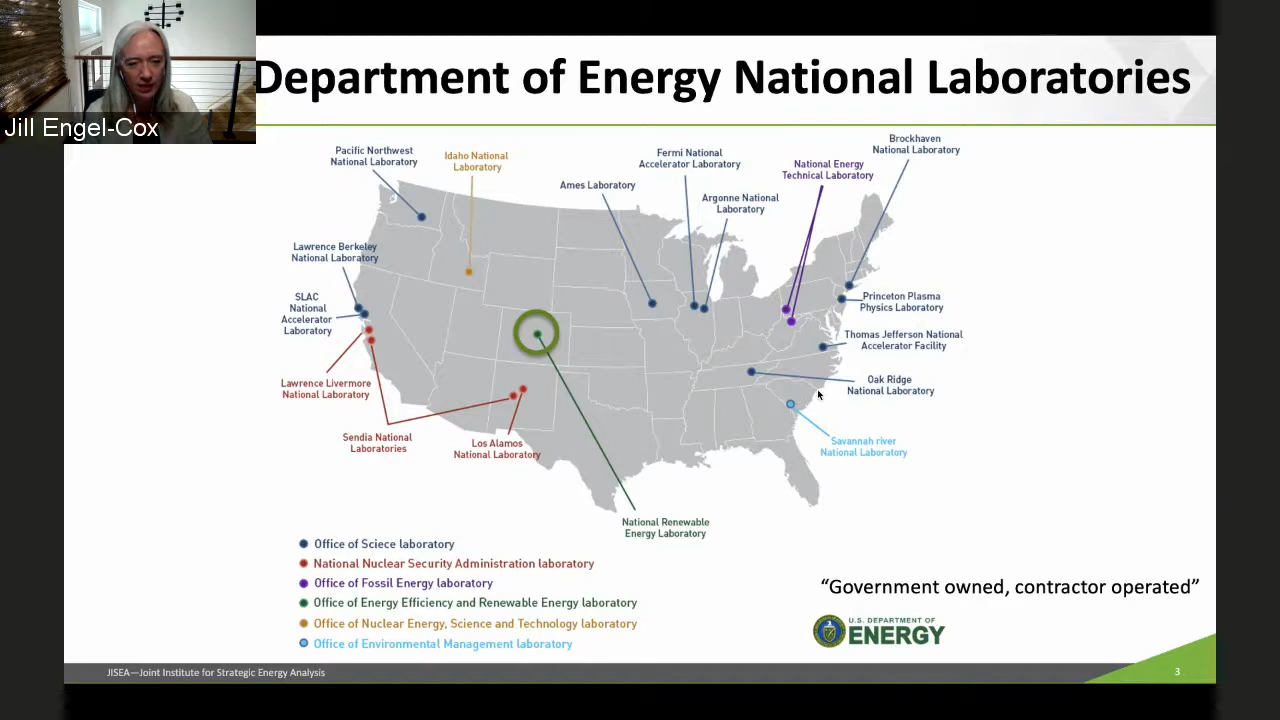 Jill Engel-Cox
Department of Energy National Laboratories
Pacific Northwest
National Laboratory
Idaho National
Laboratory
Ames Laboratory
Fermi National
Accelerator Laboratory
Argonne National
Laboratory
National Energy
Technical Laboratory
Brockhaven
National Laboratory
Lawrence Berkeley
National Laboratory
SLAC
National
Accelerator
Laboratory
Princeton Plasma
Physics Laboratory
Thomas Jefferson National
Accelerator Facility
Oak Ridge
National Laboratory
Lawrence Livermore
National Laboratory
Sendia National
Laboratories
Los Alamos
National Laboratory
Savannah river
National Laboratory
National Renewable
Energy Laboratory
Office of Sciece laboratory
National Nuclear Security Administration laboratory
Office of Fossil Energy laboratory
Office of Energy Efficiency and Renewable Energy laboratory
Office of Nuclear Energy, Science and Technology laboratory
Office of Environmental Management laboratory
“Government owned, contractor operated”
U.S. DEPARTMENT OF
ENERGY
JISEA—Joint Institute for Strategic Energy Analysis
3